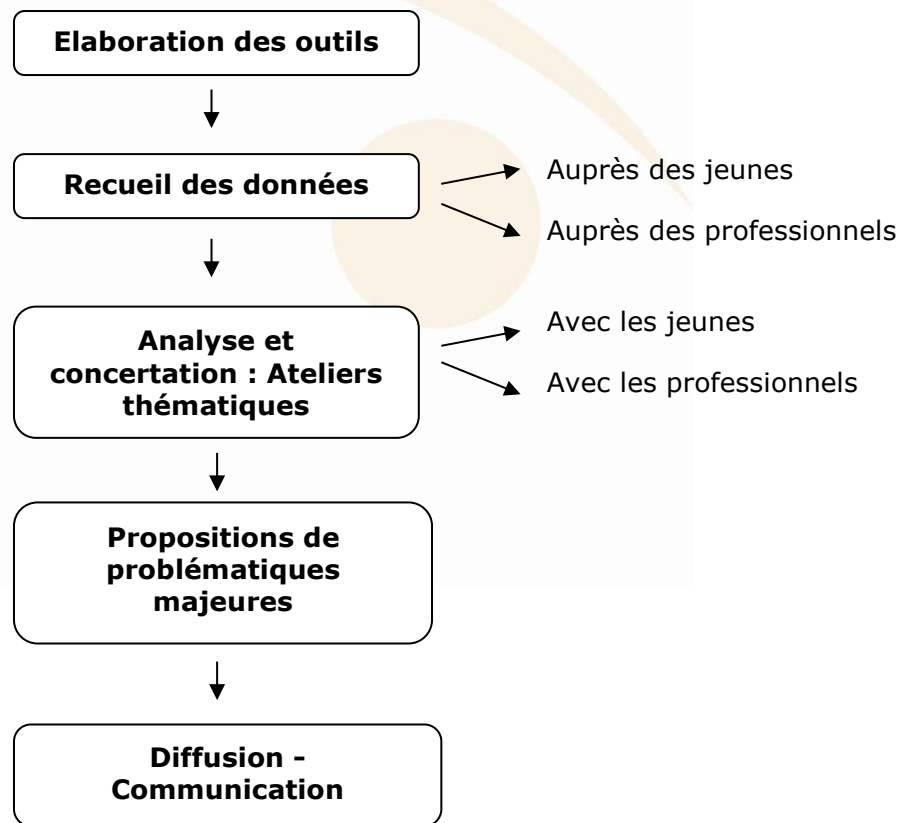 Elaboration des outils
Recueil des données
Auprès des jeunes
Auprès des professionnels
Analyse et
concertation : Ateliers
thématiques
Avec les jeunes
Avec les professionnels
Propositions de
problématiques
majeures
Diffusion -
Communication